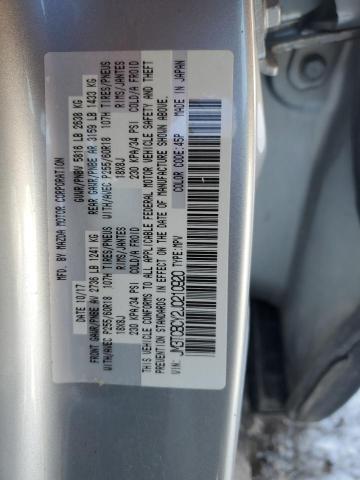 MFD. BY MAZDA MOTOR CORPORATION
DATE 10/17 GVWR/PNBV 5816 LB 2638 KG
FRONT GAWR/PNBE AV 2736 LB 1241 KG REAR GAWR/PNBE AR 3159 LB 1433 KG
WITH/AVEC P255/60R18 107H TIRES/PNEUS WITH/AVEC P255/60R18 107H TIRES/PNEUS
18X8J RIMS/JANTES 18X8J RIMS/JANTES
230 KPA/34 PSI COLD/A FROID 230 KPA/34 PSI COLD/A FROID
THIS VEHICLE CONFORMS TO ALL APPLICABLE FEDERAL MOTOR VEHICLE SAFETY AND THEFT
PREVENTION STANDARDS IN EFFECT ON THE DATE OF MANUFACTURE SHOWN ABOVE.
VIN: JM3TCBCY2J0210920 TYPE: MPV COLOR CODE: 45P MADE IN JAPAN